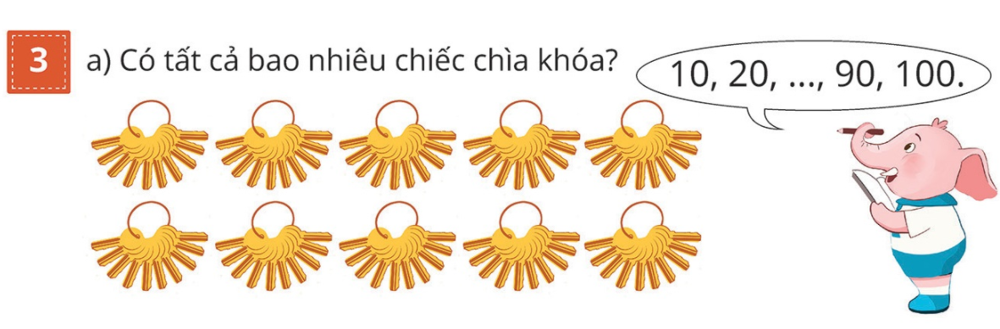 3
a) Có tất cả bao nhiêu chiếc chìa khóa?
10, 20, ..., 90, 100.